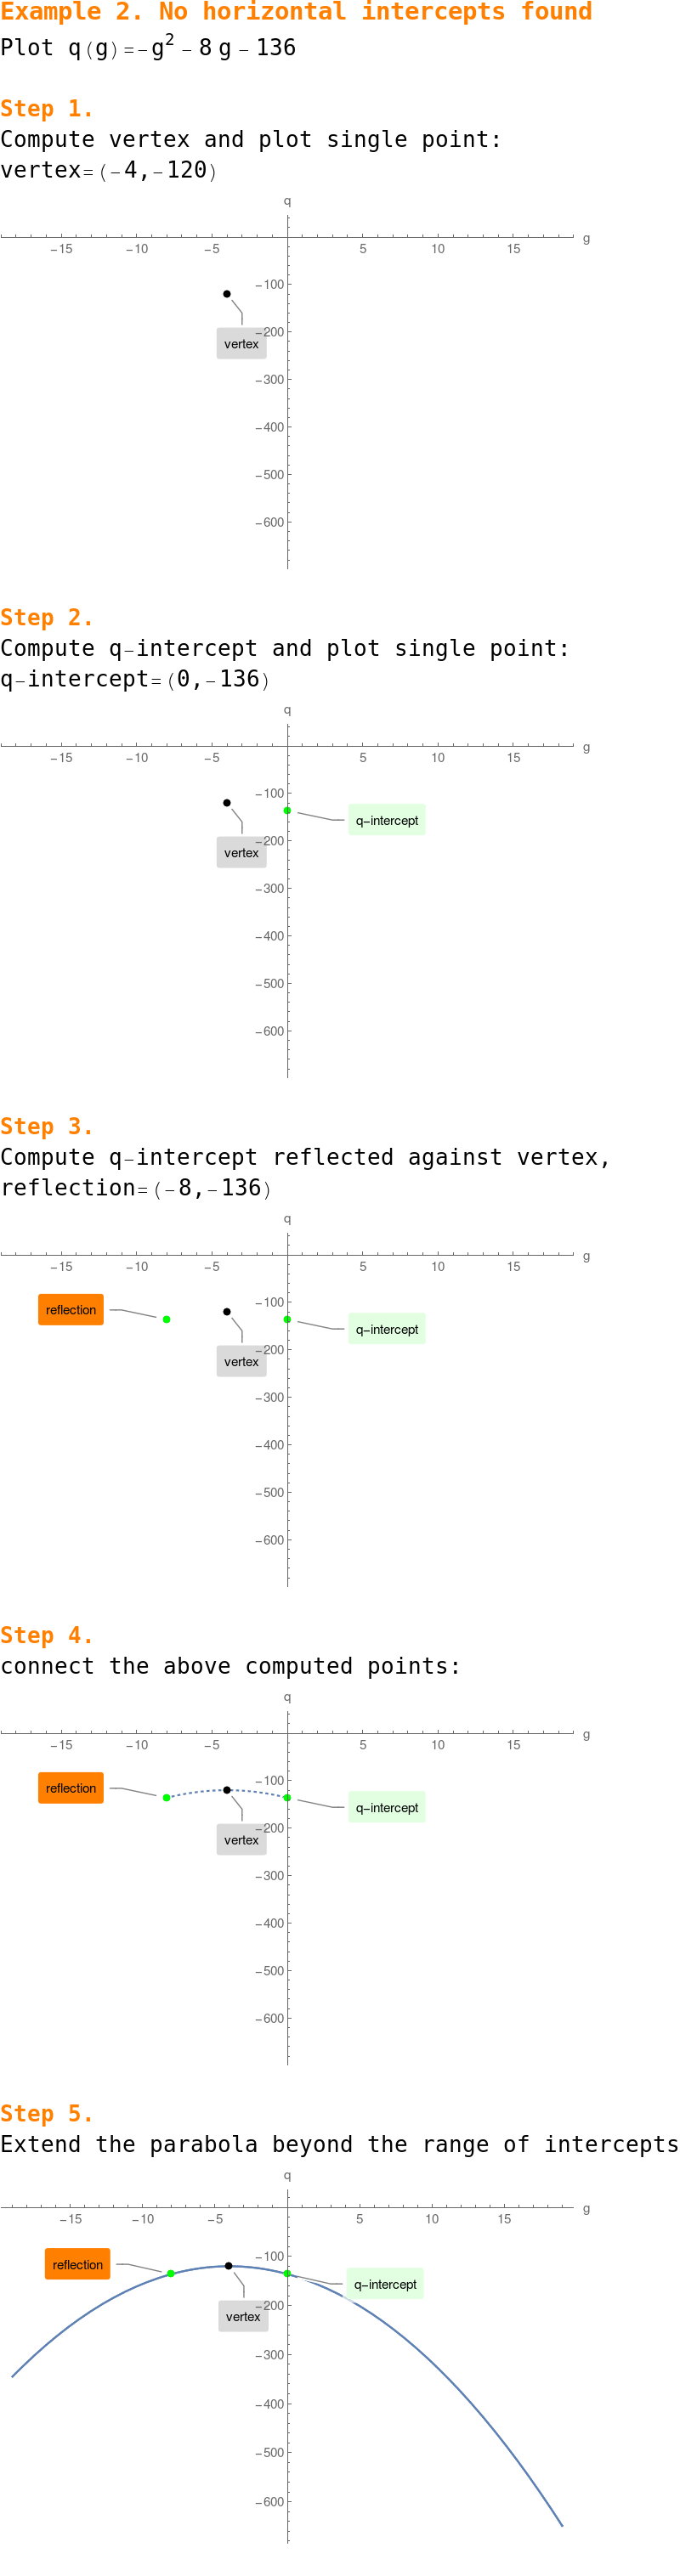 Example 2. No horizontal intercepts found
Plot q(g)=-g² - 8 g - 136
Step 1.
Compute vertex and plot single point:
vertex=(-4,-120)
q
-15 -10 -5 5 10 15 g
-100
-200
vertex
-300
-400
-500
-600
Step 2.
Compute q-intercept and plot single point:
q-intercept=(0,-136)
q
-15 -10 -5 5 10 15 g
-100
q-intercept
-200
vertex
-300
-400
-500
-600
Step 3.
Compute q-intercept reflected against vertex,
reflection=(-8,-136)
q
-15 -10 -5 5 10 15 g
-100
reflection
q-intercept
-200
vertex
-300
-400
-500
-600
Step 4.
connect the above computed points:
q
-15 -10 -5 5 10 15 g
-100
reflection
q-intercept
-200
vertex
-300
-400
-500
-600
Step 5.
Extend the parabola beyond the range of intercepts
q
-15 -10 -5 5 10 15 g
-100
reflection
q-intercept
-200
vertex
-300
-400
-500
-600